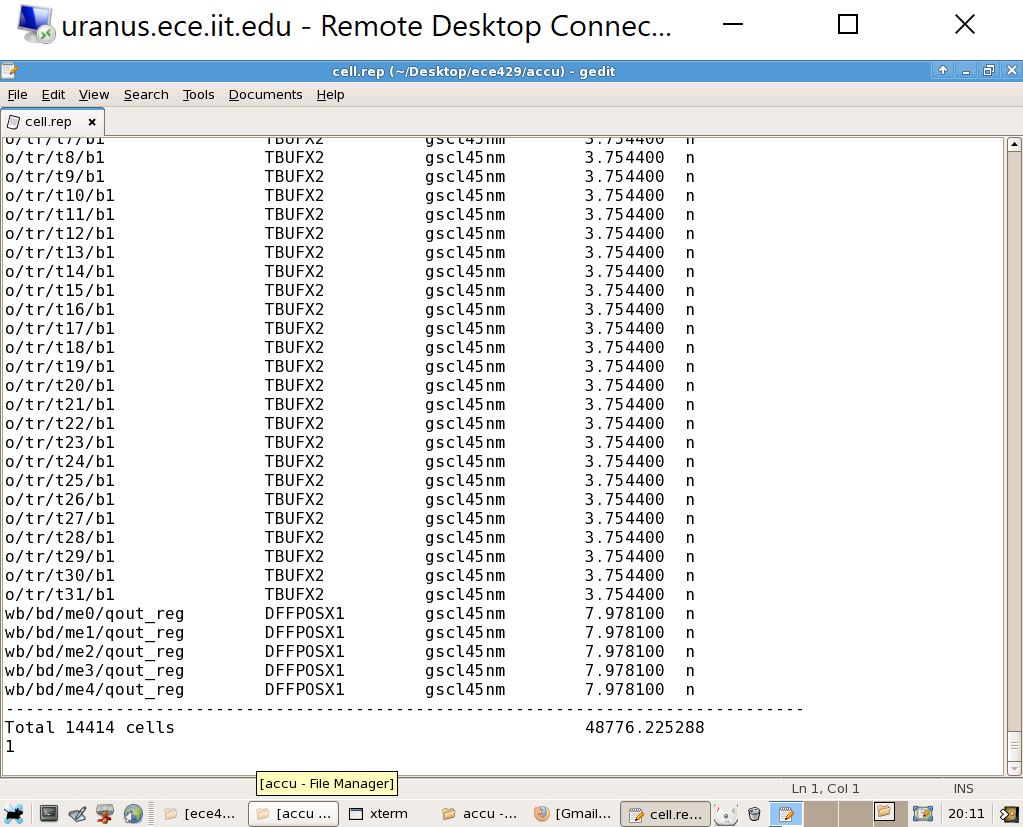 uranus.ece.iit.edu - Remote Desktop Connec...
cell.rep (~/Desktop/ece429/accu) - gedit
File Edit View Search Tools Documents Help
cell.rep
o/tr/t7/b1 TBUFX2 gscl45nm 3.754400 n
o/tr/t8/b1 TBUFX2 gscl45nm 3.754400 n
o/tr/t9/b1 TBUFX2 gscl45nm 3.754400 n
o/tr/t10/b1 TBUFX2 gscl45nm 3.754400 n
o/tr/t11/b1 TBUFX2 gscl45nm 3.754400 n
o/tr/t12/b1 TBUFX2 gscl45nm 3.754400 n
o/tr/t13/b1 TBUFX2 gscl45nm 3.754400 n
o/tr/t14/b1 TBUFX2 gscl45nm 3.754400 n
o/tr/t15/b1 TBUFX2 gscl45nm 3.754400 n
o/tr/t16/b1 TBUFX2 gscl45nm 3.754400 n
o/tr/t17/b1 TBUFX2 gscl45nm 3.754400 n
o/tr/t18/b1 TBUFX2 gscl45nm 3.754400 n
o/tr/t19/b1 TBUFX2 gscl45nm 3.754400 n
o/tr/t20/b1 TBUFX2 gscl45nm 3.754400 n
o/tr/t21/b1 TBUFX2 gscl45nm 3.754400 n
o/tr/t22/b1 TBUFX2 gscl45nm 3.754400 n
o/tr/t23/b1 TBUFX2 gscl45nm 3.754400 n
o/tr/t24/b1 TBUFX2 gscl45nm 3.754400 n
o/tr/t25/b1 TBUFX2 gscl45nm 3.754400 n
o/tr/t26/b1 TBUFX2 gscl45nm 3.754400 n
o/tr/t27/b1 TBUFX2 gscl45nm 3.754400 n
o/tr/t28/b1 TBUFX2 gscl45nm 3.754400 n
o/tr/t29/b1 TBUFX2 gscl45nm 3.754400 n
o/tr/t30/b1 TBUFX2 gscl45nm 3.754400 n
o/tr/t31/b1 TBUFX2 gscl45nm 3.754400 n
wb/bd/me0/qout_reg DFFPOSX1 gscl45nm 7.978100 n
wb/bd/me1/qout_reg DFFPOSX1 gscl45nm 7.978100 n
wb/bd/me2/qout_reg DFFPOSX1 gscl45nm 7.978100 n
wb/bd/me3/qout_reg DFFPOSX1 gscl45nm 7.978100 n
wb/bd/me4/qout_reg DFFPOSX1 gscl45nm 7.978100 n
--------------------------------------------------------------------------------
Total 14414 cells 48776.225288
1
[accu - File Manager]
Ln 1, Col 1 INS
[ece4... [accu ... xterm accu -... [Gmail... cell.re... 20:11